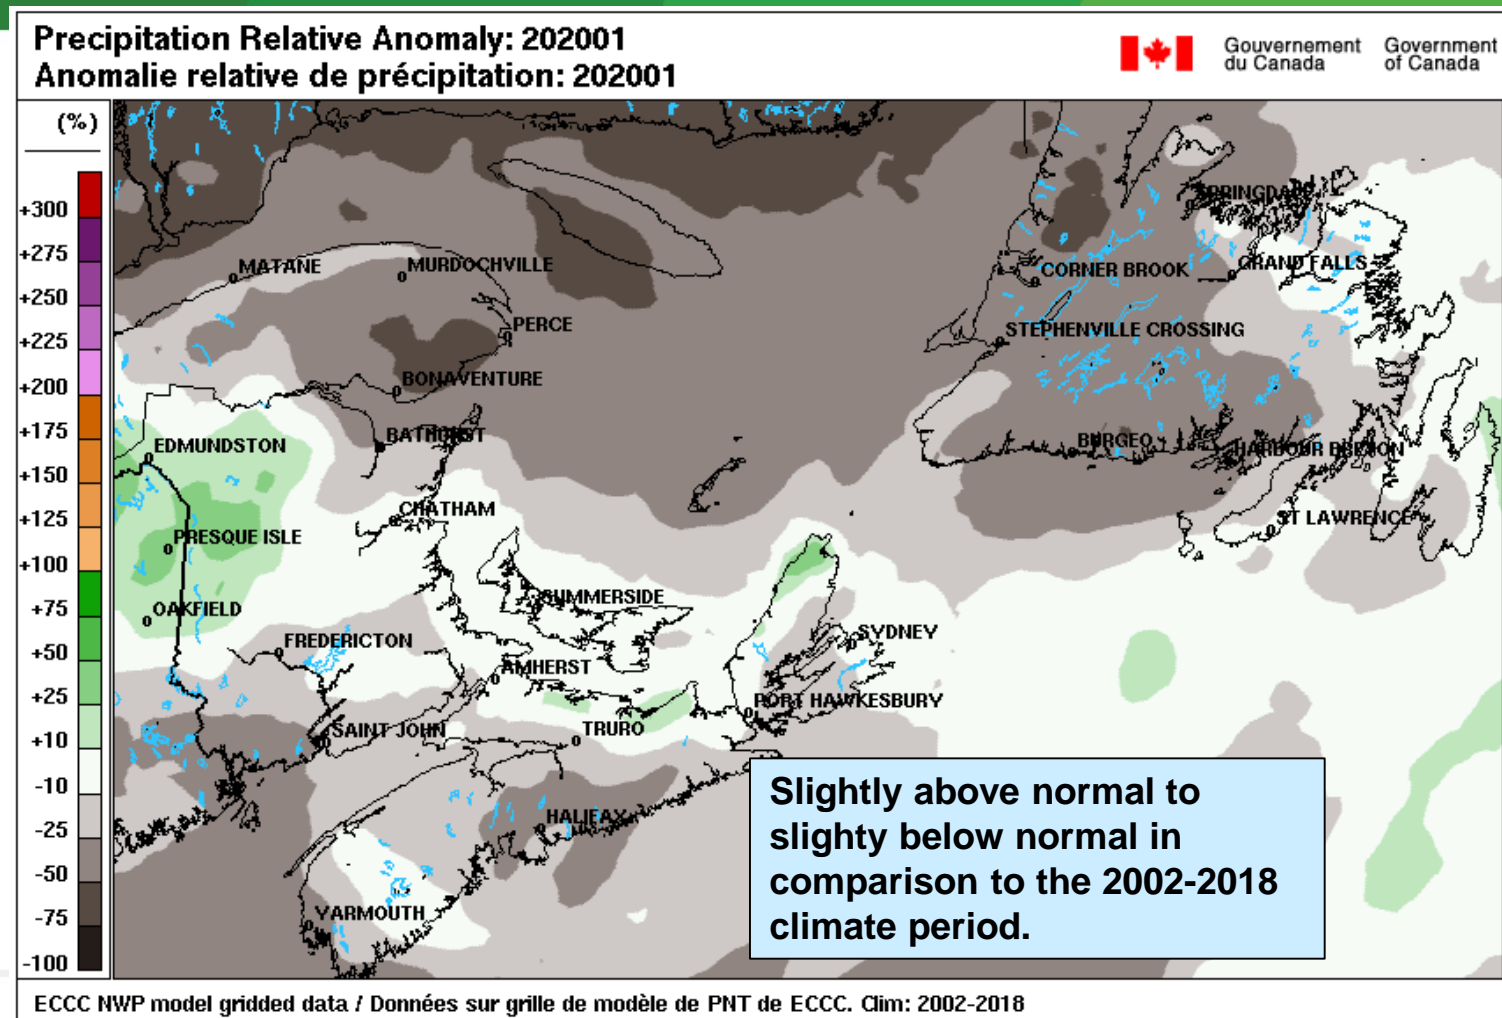 Precipitation Relative Anomaly: 202001
Anomalie relative de précipitation: 202001
Gouvernement du Canada
Government of Canada
(%)
+300
+275
+250
+225
+200
+175
+150
+125
+100
+75
+50
+25
+10
-10
-25
-50
-75
-100
SPRINGDALE
MATANE
MURDOCHVILLE
CORNER BROOK
GRAND FALLS
PERCE
STEPHENVILLE CROSSING
BONAVENTURE
EDMUNDSTON
BATHURST
BURGEO
HARBOUR BRETON
CHATHAM
ST LAWRENCE
PRESQUE ISLE
OAKFIELD
SUMMERSIDE
FREDERICTON
SYDNEY
AMHERST
PORT HAWKESBURY
SAINT JOHN
TRURO
HALIFAX
YARMOUTH
Slightly above normal to
slighty below normal in
comparison to the 2002-2018
climate period.
ECCC NWP model gridded data / Données sur grille de modèle de PNT de ECCC. Clim: 2002-2018